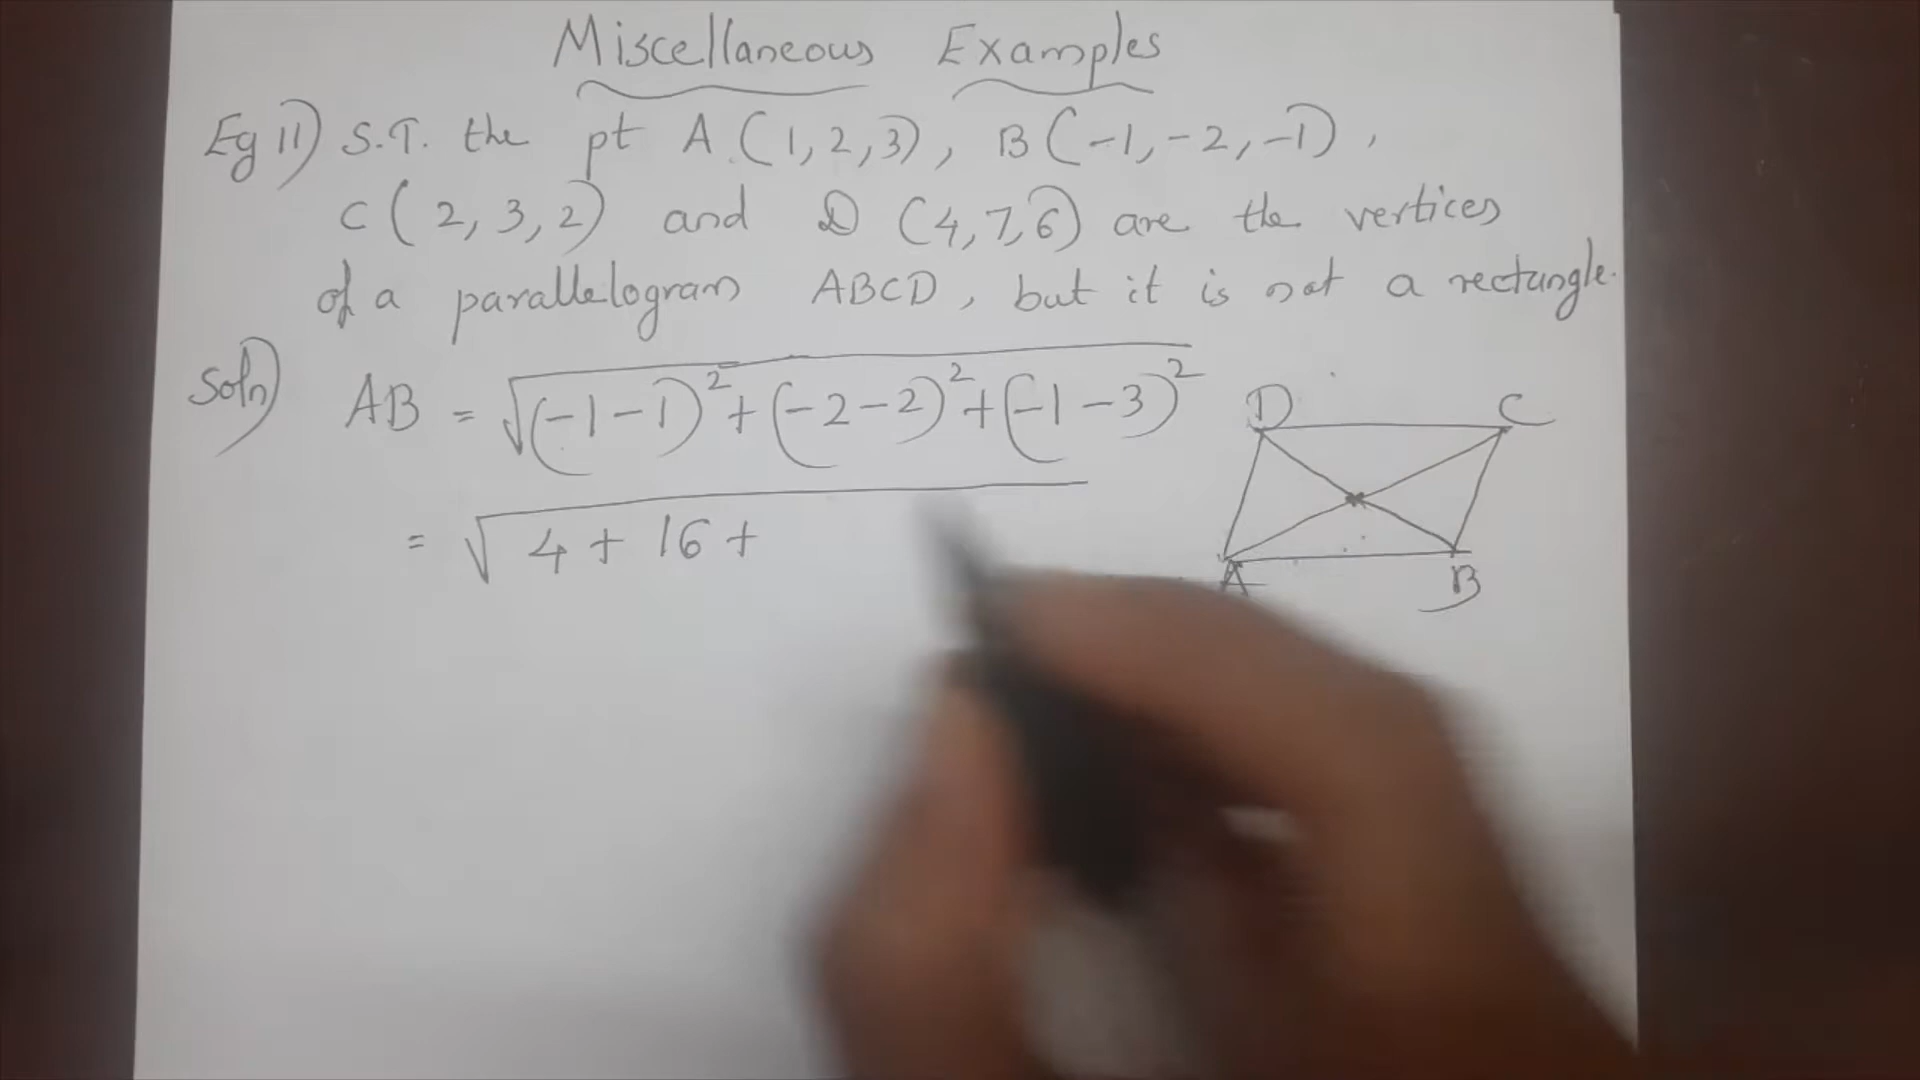 Miscellaneous Examples
Eg 11) S.T. the pt A (1, 2, 3), B (-1, -2, -1),
C (2, 3, 2) and D (4, 7, 6) are the vertices
of a parallelogram ABCD, but it is not a rectangle.
Soln) AB = √(-1-1)²+(-2-2)²+(-1-3)²
= √4+16+
D C
A B